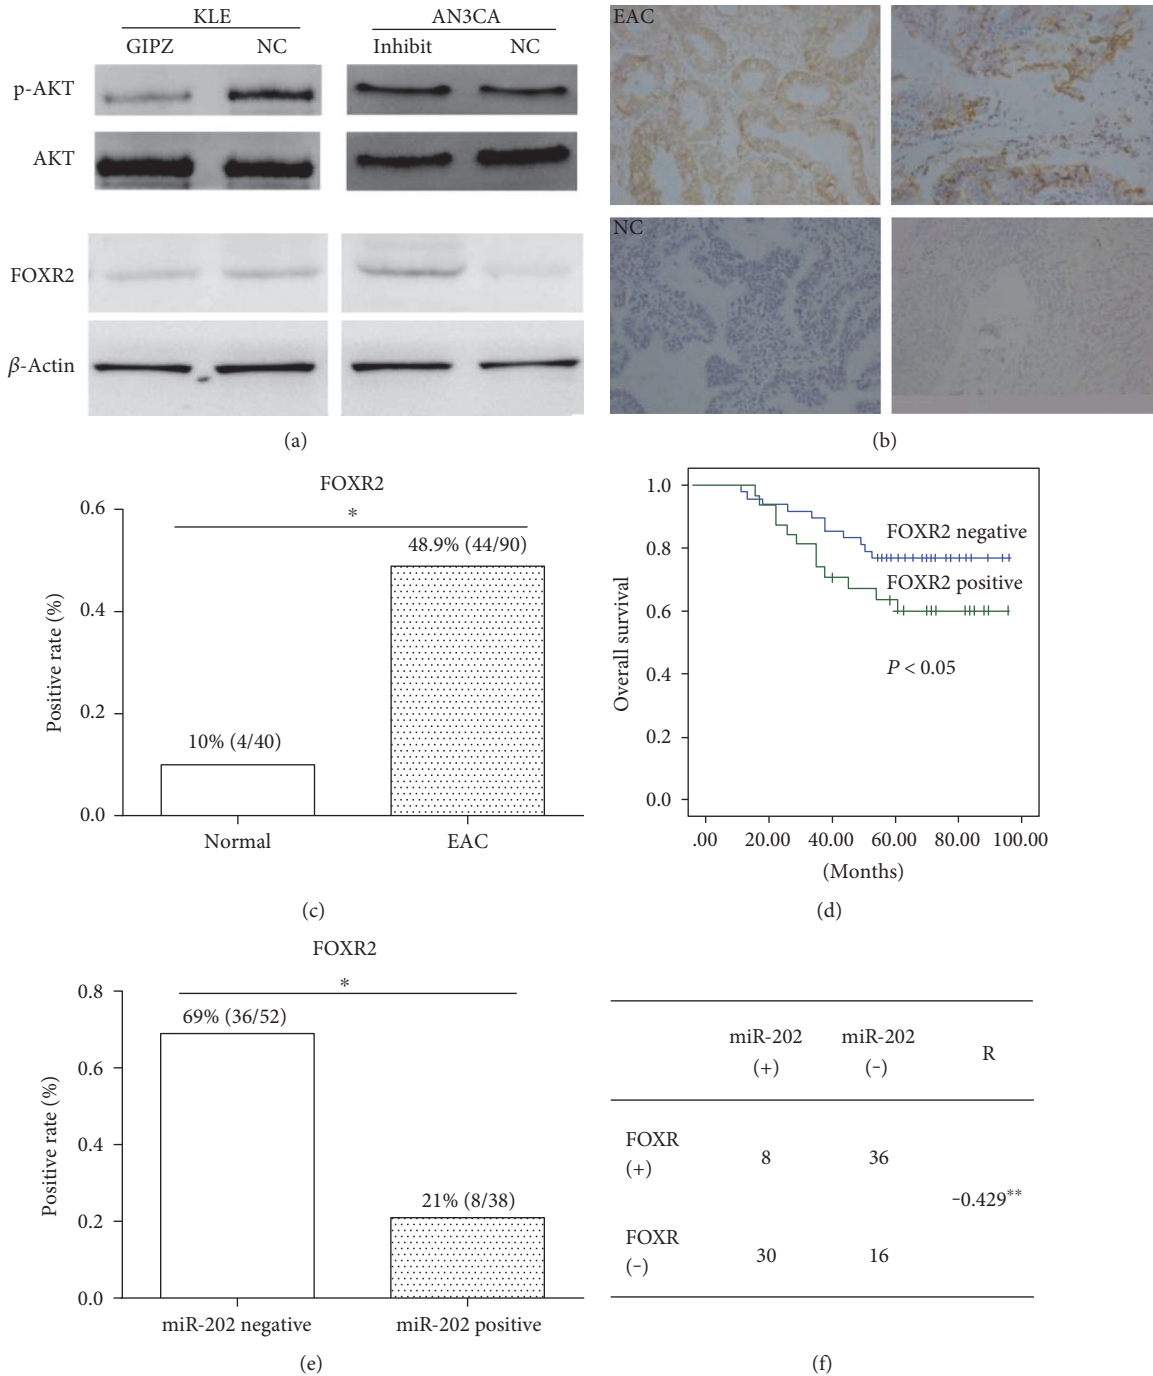 KLE AN3CA
GIPZ NC Inhibit NC
p-AKT
AKT
FOXR2
β-Actin
(a)
EAC
NC
(b)
FOXR2
*
48.9% (44/90)
10% (4/40)
Positive rate (%)
0.6
0.4
0.2
0.0
Normal EAC
(c)
1.0
0.8
0.6
0.4
0.2
0.0
Overall survival
FOXR2 negative
FOXR2 positive
P < 0.05
.00 20.00 40.00 60.00 80.00 100.00
(Months)
(d)
FOXR2
*
69% (36/52)
21% (8/38)
Positive rate (%)
0.8
0.6
0.4
0.2
0.0
miR-202 negative miR-202 positive
(e)
miR-202 miR-202 R
(+) (−)
FOXR
(+)
8 36
-0.429**
FOXR
(−)
30 16
(f)